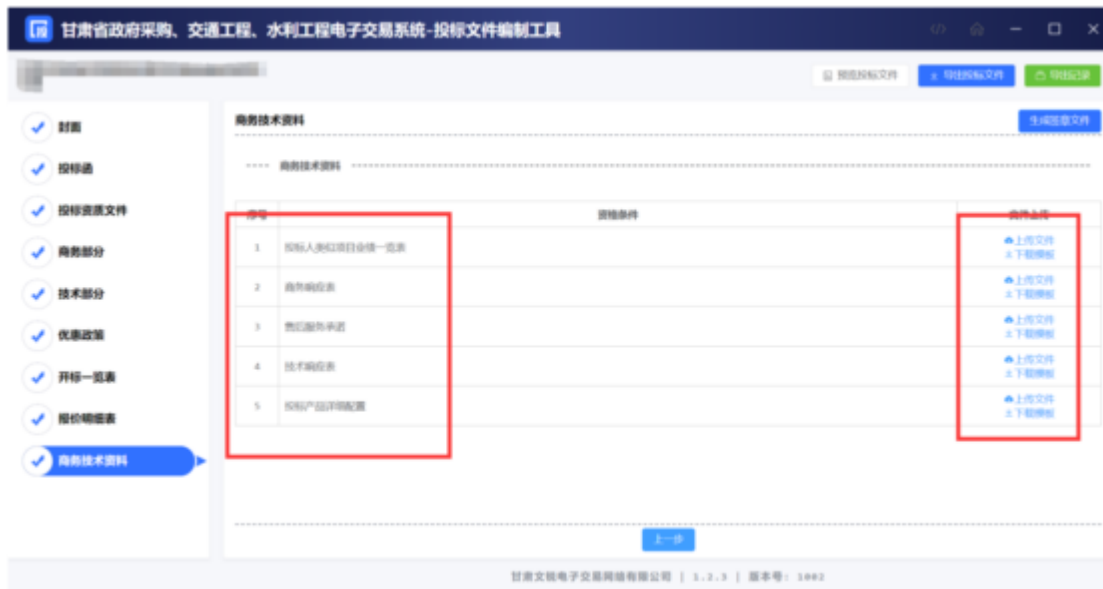 甘肃省政府采购、交通工程、水利工程电子交易系统-投标文件编制工具
预览投标文件 导出投标文件 导出记录
封面
投标函
投标资质文件
商务部分
技术部分
优惠政策
开标一览表
报价明细表
商务技术资料
商务技术资料 生成签章文件
商务技术资料
序号 资格条件 文件上传
1 投标人类似项目业绩一览表 上传文件
下载模板
2 商务响应表 上传文件
下载模板
3 售后服务承诺 上传文件
下载模板
4 技术响应表 上传文件
下载模板
5 投标产品详细配置 上传文件
下载模板
上一步
甘肃文锐电子交易网络有限公司 | 1.2.3 | 版本号: 1002